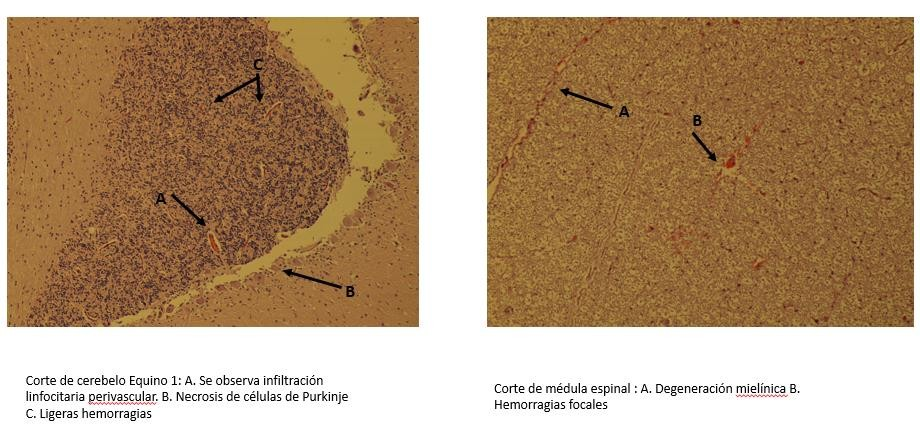 C
A
B
A
B
Corte de cerebelo Equino 1: A. Se observa infiltración
linfocitaria perivascular. B. Necrosis de células de Purkinje
C. Ligeras hemorragias
Corte de médula espinal : A. Degeneración mielínica B.
Hemorragias focales